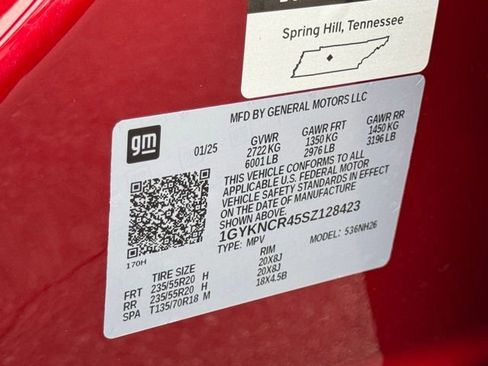 Spring Hill, Tennessee
MFD BY GENERAL MOTORS LLC
gm
01/25 GVWR GAWR FRT GAWR RR
2722 KG 1350 KG 1450 KG
6001 LB 2976 LB 3196 LB
THIS VEHICLE CONFORMS TO ALL
APPLICABLE U.S. FEDERAL MOTOR
VEHICLE SAFETY STANDARDS IN EFFECT
ON THE DATE OF MANUFACTURE
SHOWN ABOVE.
1GYKNCR45SZ128423
TYPE: MPV MODEL: 536NH26
170H
TIRE SIZE RIM
FRT 235/55R20 H 20X8J
RR 235/55R20 H 20X8J
SPA T135/70R18 M 18X4.5B